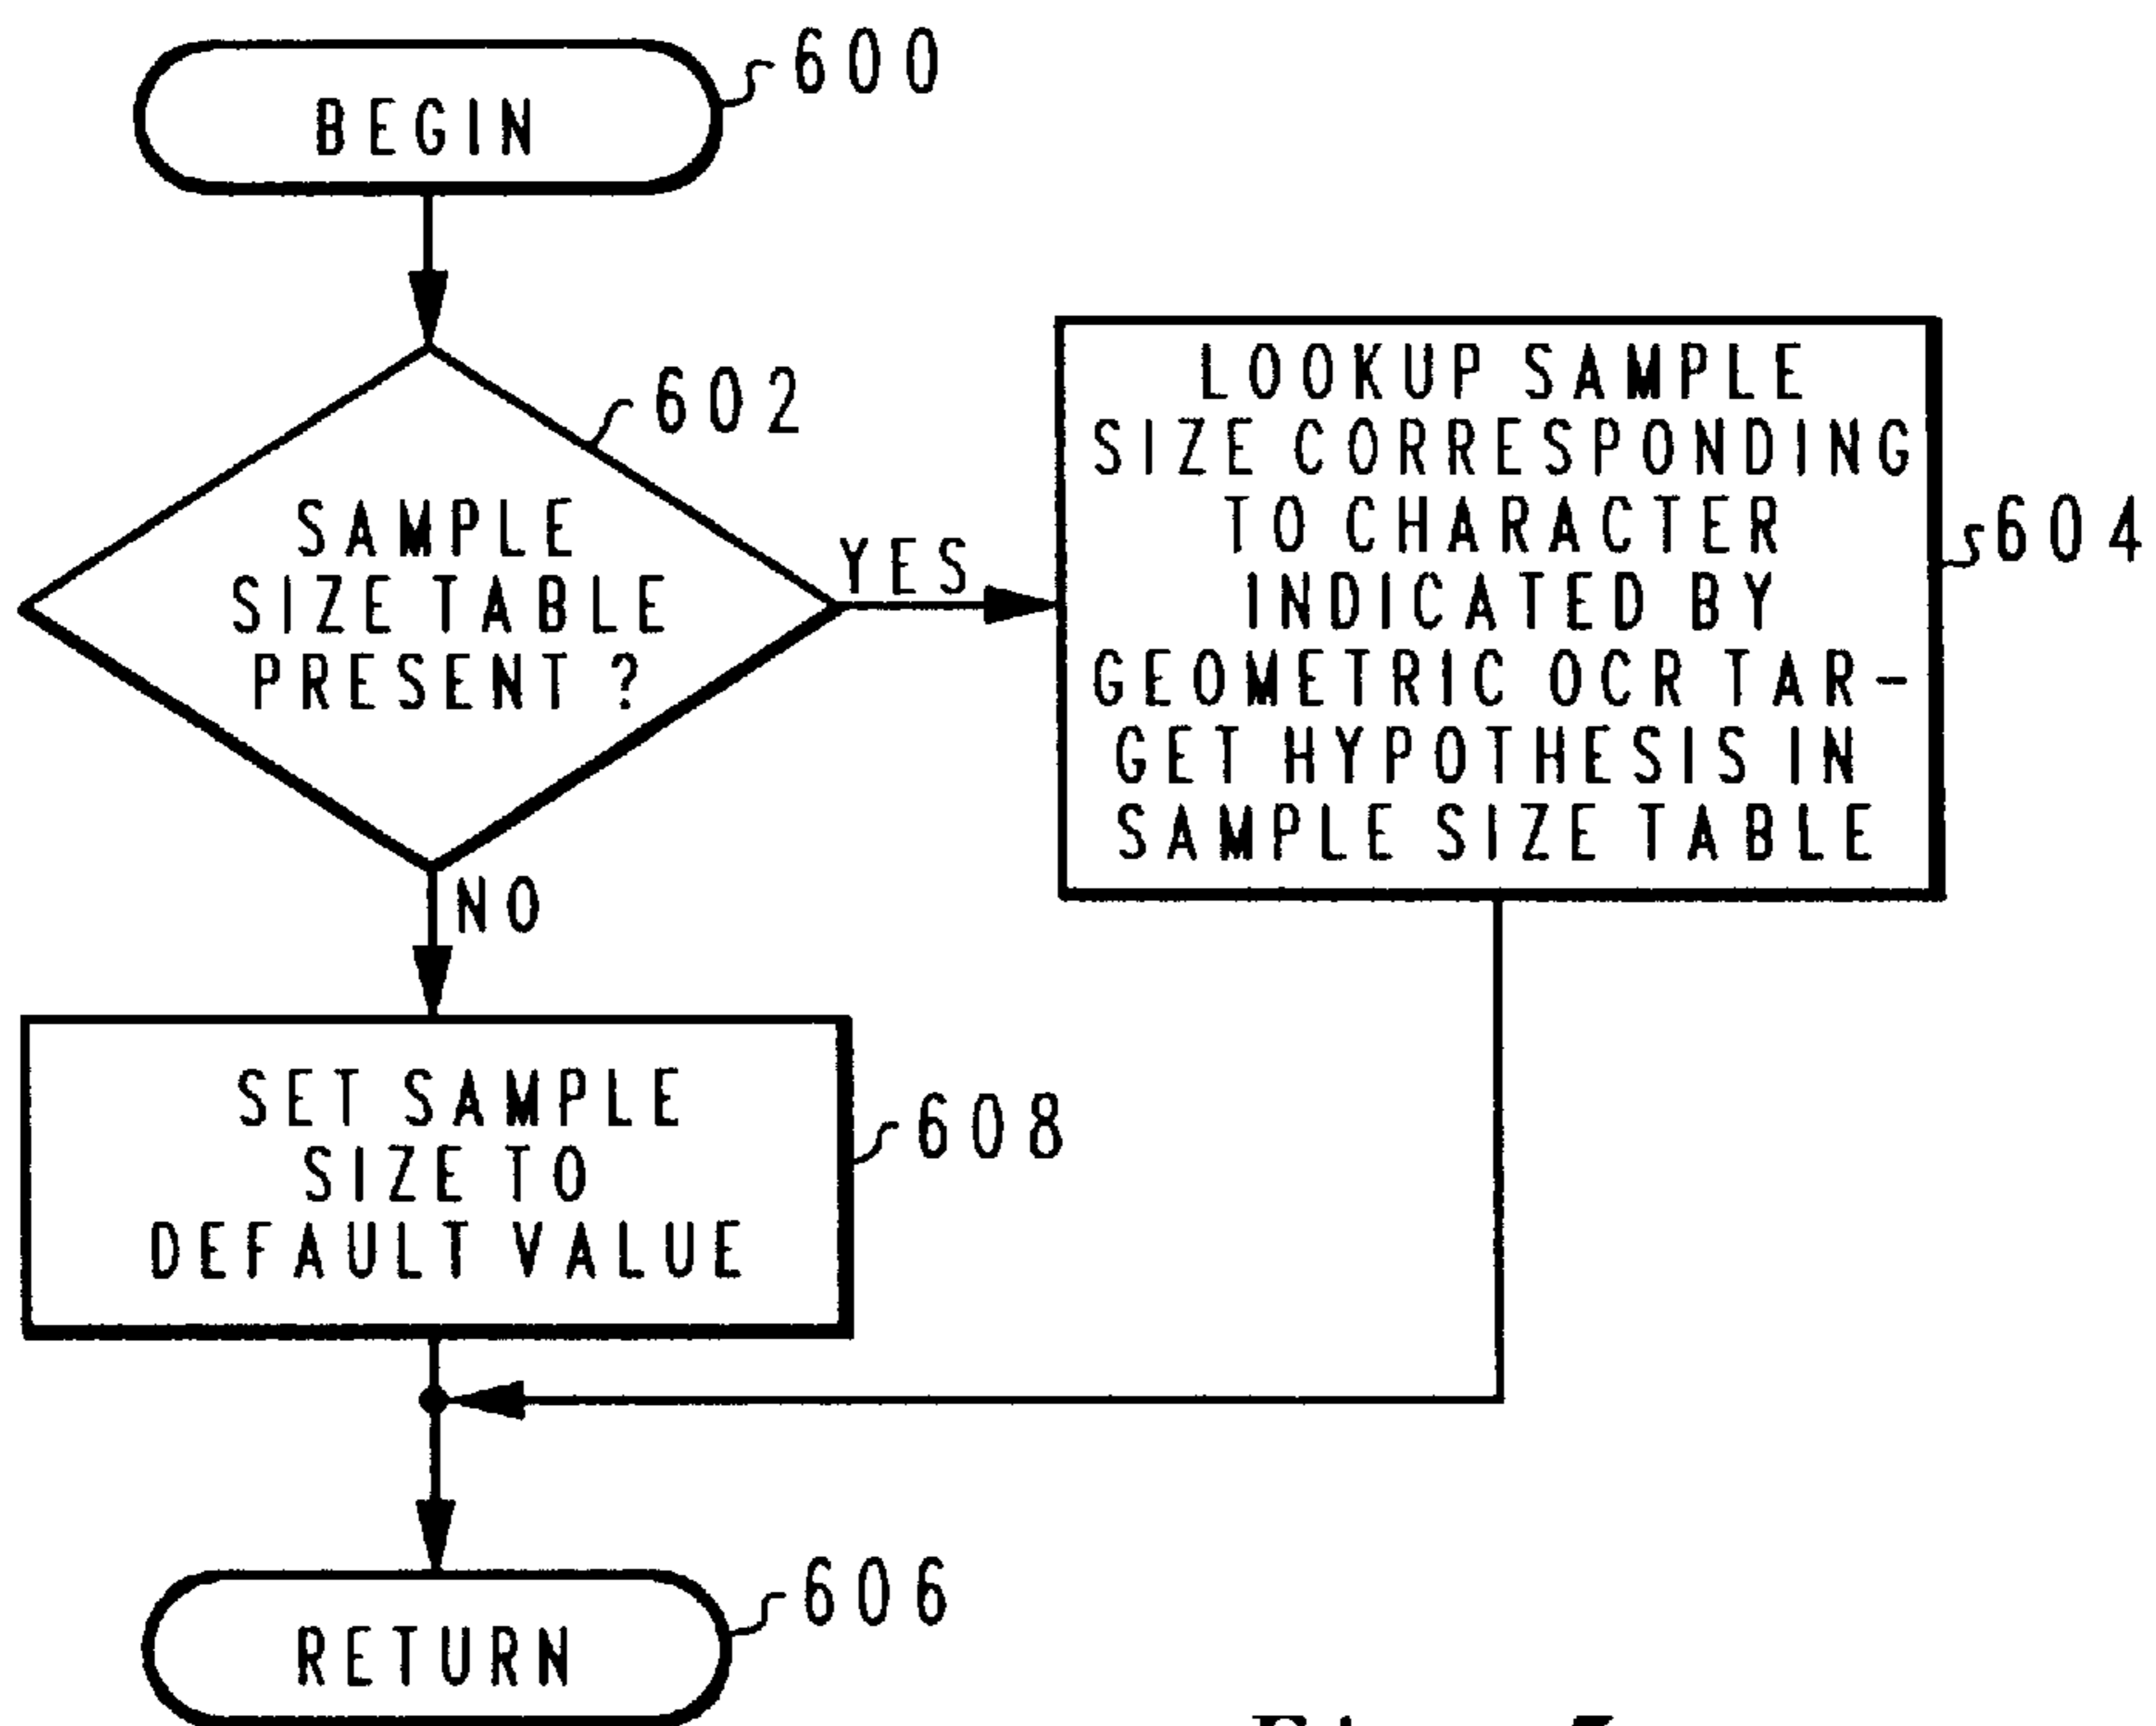 BEGIN
600
602
SAMPLE
SIZE TABLE
PRESENT ?
YES
LOOKUP SAMPLE
SIZE CORRESPONDING
TO CHARACTER
INDICATED BY
GEOMETRIC OCR TAR-
GET HYPOTHESIS IN
SAMPLE SIZE TABLE
604
NO
SET SAMPLE
SIZE TO
DEFAULT VALUE
608
RETURN
606